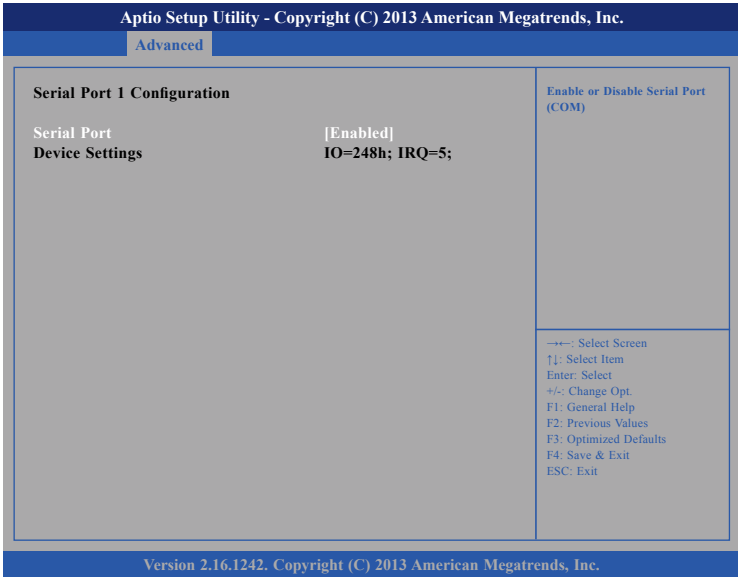 Aptio Setup Utility - Copyright (C) 2013 American Megatrends, Inc.
Advanced
Serial Port 1 Configuration
Serial Port [Enabled]
Device Settings IO=248h; IRQ=5;
Enable or Disable Serial Port
(COM)
→←: Select Screen
↑↓: Select Item
Enter: Select
+/-: Change Opt.
F1: General Help
F2: Previous Values
F3: Optimized Defaults
F4: Save & Exit
ESC: Exit
Version 2.16.1242. Copyright (C) 2013 American Megatrends, Inc.